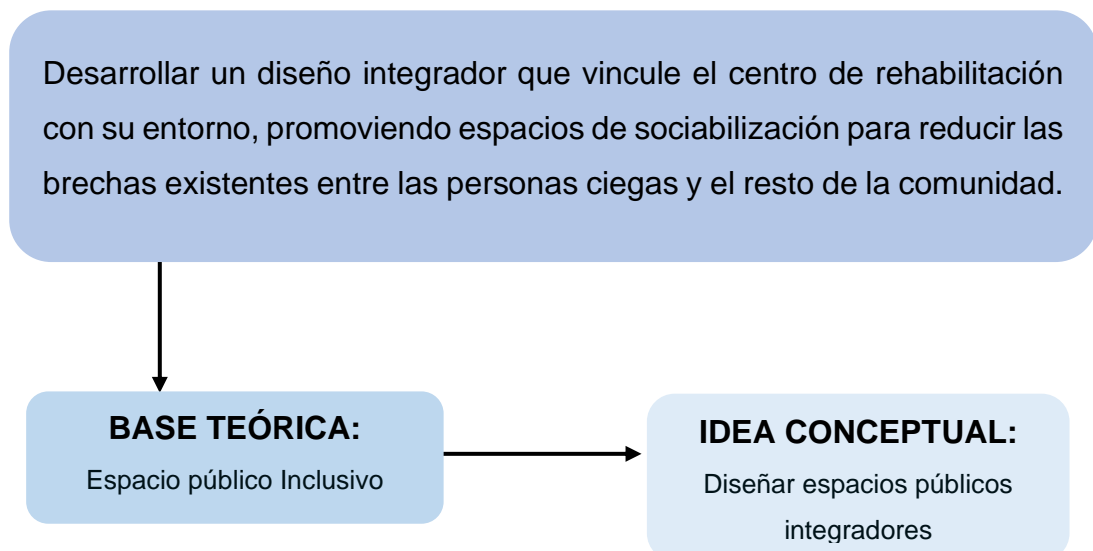 Desarrollar un diseño integrador que vincule el centro de rehabilitación
con su entorno, promoviendo espacios de sociabilización para reducir las
brechas existentes entre las personas ciegas y el resto de la comunidad.
BASE TEÓRICA:
Espacio público Inclusivo
IDEA CONCEPTUAL:
Diseñar espacios públicos
integradores